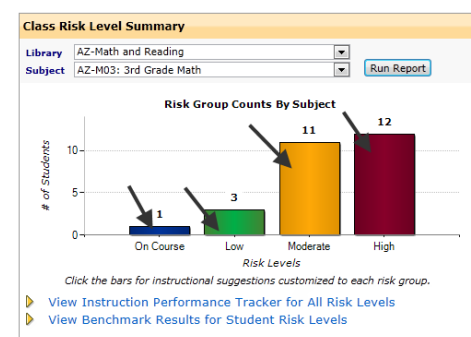 Class Risk Level Summary
Library AZ-Math and Reading
Subject AZ-M03: 3rd Grade Math Run Report
Risk Group Counts By Subject
12
11
10
# of Students
5
3
1
0
On Course Low Moderate High
Risk Levels
Click the bars for instructional suggestions customized to each risk group.
View Instruction Performance Tracker for All Risk Levels
View Benchmark Results for Student Risk Levels